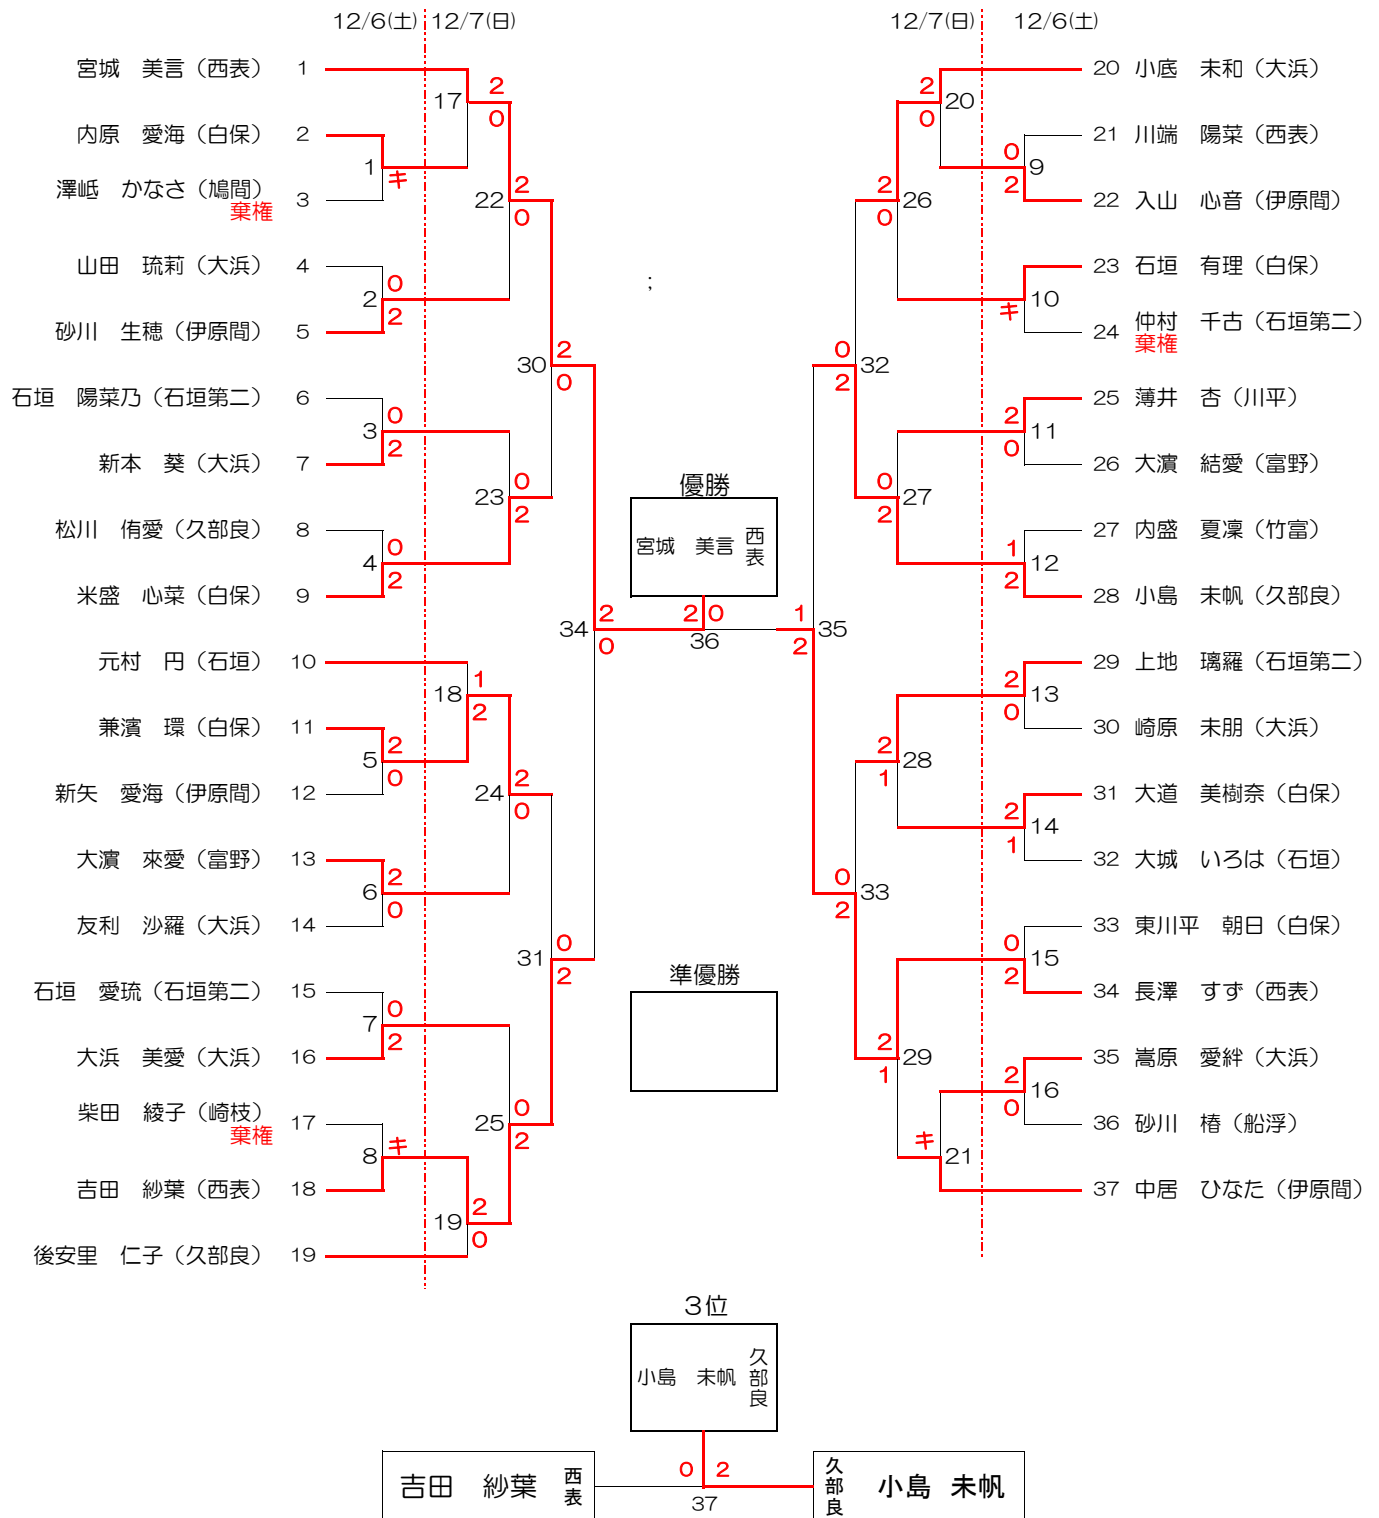 12/6(土) 12/7(日)
12/7(日) 12/6(土)
宮城　美言（西表） 1
内原　愛海（白保） 2
澤岻　かなさ（鳩間） 3
棄権
山田　琉莉（大浜） 4
砂川　生穂（伊原間） 5
石垣　陽菜乃（石垣第二） 6
新本　葵（大浜） 7
松川　侑愛（久部良） 8
米盛　心菜（白保） 9
元村　円（石垣） 10
兼濱　環（白保） 11
新矢　愛海（伊原間） 12
大濵　來愛（富野） 13
友利　沙羅（大浜） 14
石垣　愛琉（石垣第二） 15
大浜　美愛（大浜） 16
柴田　綾子（崎枝） 17
棄権
吉田　紗葉（西表） 18
後安里　仁子（久部良） 19
1 キ
2 0 2
3 0 2
4 0 2
5 2 0
6 2 0
7 0 2
8 キ
17 2 0
18 1 2
19 2 0
22 2 0
23 0 2
24 2 0
25 0 2
30 2 0
31 0 2
34 2 0
;
優勝
宮城　美言 西表
2 0
36
準優勝
35 1 2
32 0 2
33 0 2
26 2 0
27 0 2
28 2 1
29 2 1
20 2 0
21 キ
9 0 2
10 キ
11 2 0
12 1 2
13 2 0
14 2 1
15 0 2
16 2 0
20 小底　未和（大浜）
21 川端　陽菜（西表）
22 入山　心音（伊原間）
23 石垣　有理（白保）
24 仲村　千古（石垣第二）
棄権
25 薄井　杏（川平）
26 大濵　結愛（富野）
27 内盛　夏凜（竹富）
28 小島　未帆（久部良）
29 上地　璃羅（石垣第二）
30 崎原　未朋（大浜）
31 大道　美樹奈（白保）
32 大城　いろは（石垣）
33 東川平　朝日（白保）
34 長澤　すず（西表）
35 嵩原　愛絆（大浜）
36 砂川　椿（船浮）
37 中居　ひなた（伊原間）
3位
小島　未帆 久部良
0 2
37
吉田　紗葉 西表
久部良 小島　未帆